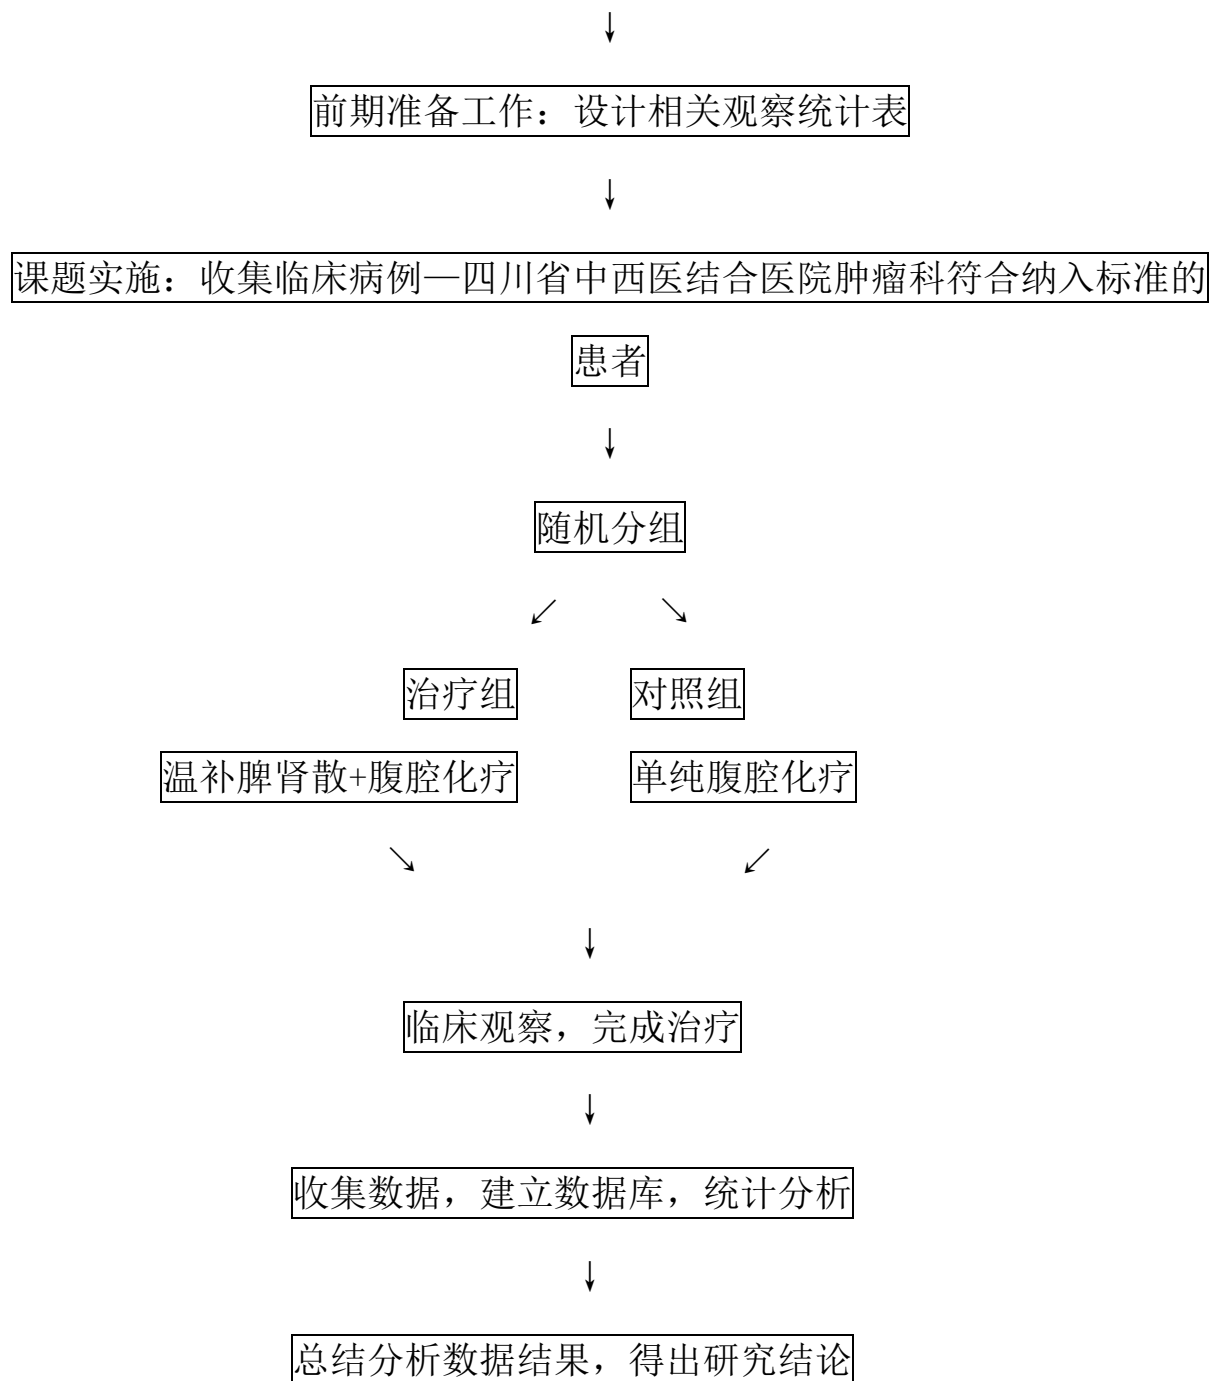 ↓
前期准备工作：设计相关观察统计表
↓
课题实施：收集临床病例—四川省中西医结合医院肿瘤科符合纳入标准的
患者
↓
随机分组
↙ ↘
治疗组 对照组
温补脾肾散+腹腔化疗 单纯腹腔化疗
↘ ↙
↓
临床观察，完成治疗
↓
收集数据，建立数据库，统计分析
↓
总结分析数据结果，得出研究结论